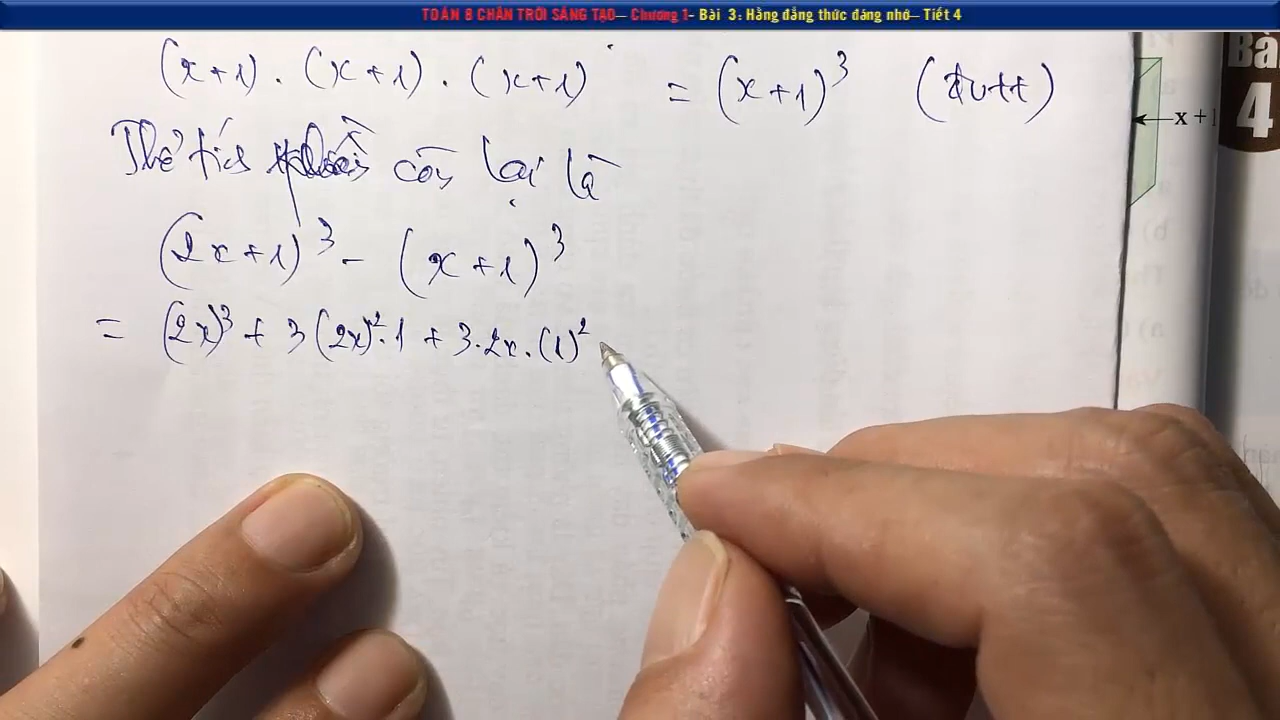 TOÁN 8 CHÂN TRỜI SÁNG TẠO– Chương 1- Bài 3: Hằng đẳng thức đáng nhớ– Tiết 4
(x+1) . (x+1) . (x+1) = (x+1)³ (đvtt)
Thể tích còn lại là
(2x+1)³ - (x+1)³
= (2x)³ + 3(2x)².1 + 3.2x.(1)²
Bài
4
x +
b)
a)